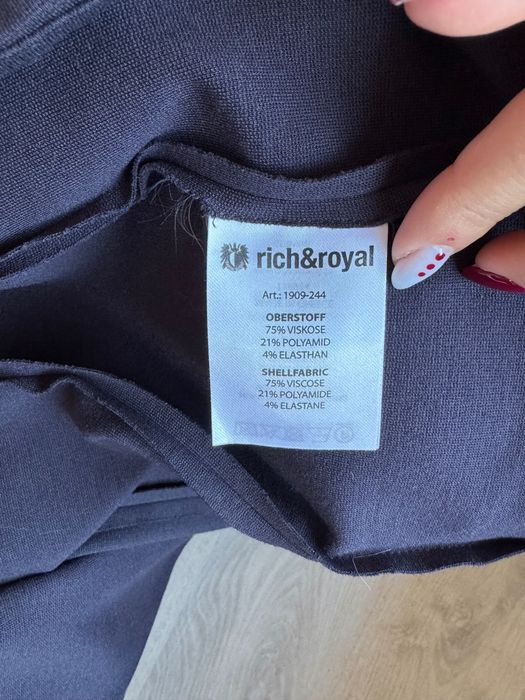 rich&royal
Art.: 1909-244
OBERSTOFF
75% VISKOSE
21% POLYAMID
4% ELASTHAN
SHELLFABRIC
75% VISCOSE
21% POLYAMIDE
4% ELASTANE